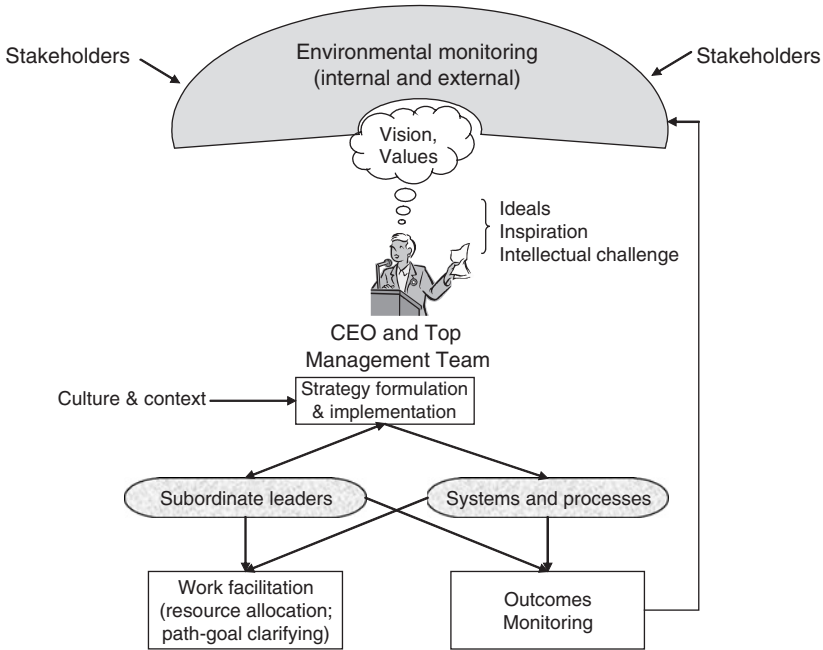 Stakeholders
Environmental monitoring
(internal and external)
Stakeholders
Vision,
Values
Ideals
Inspiration
Intellectual challenge
CEO and Top
Management Team
Culture & context
Strategy formulation
& implementation
Subordinate leaders
Systems and processes
Work facilitation
(resource allocation;
path-goal clarifying)
Outcomes
Monitoring